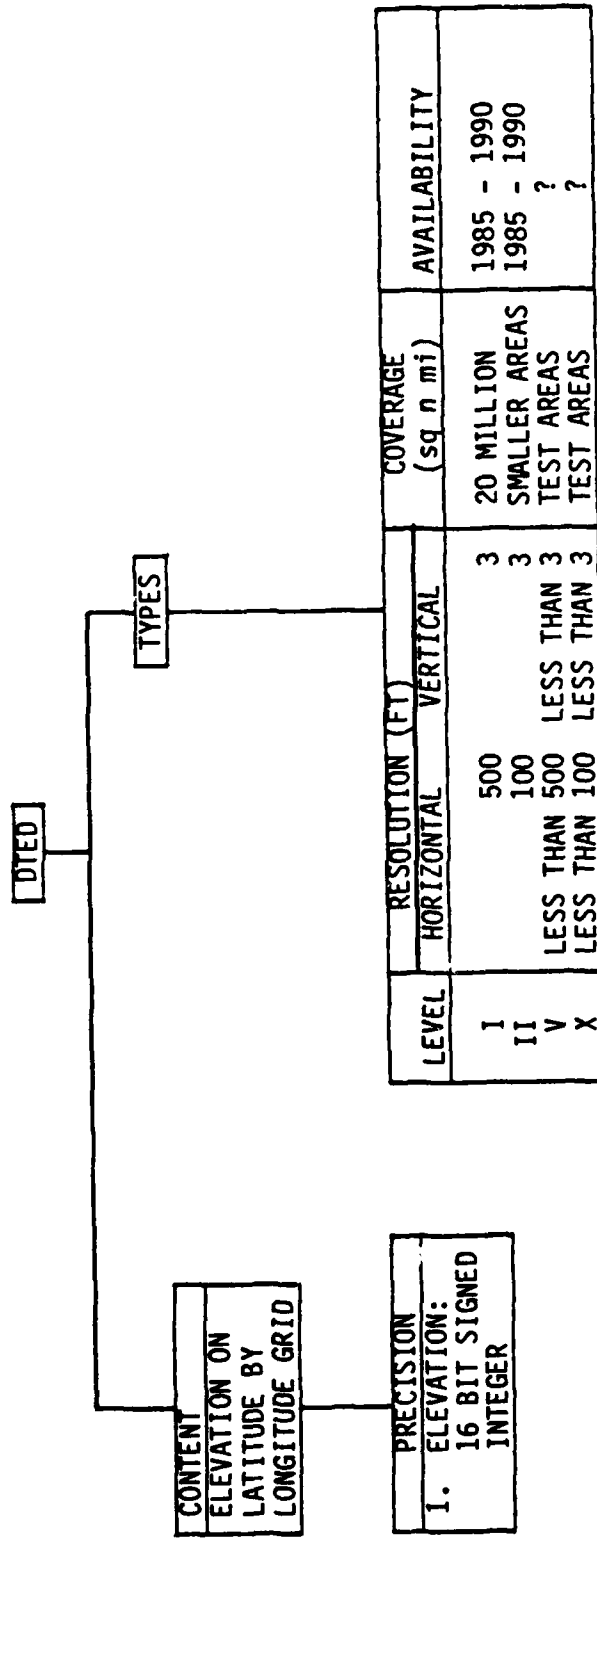 DTED
TYPES
CONTENT
ELEVATION ON
LATITUDE BY
LONGITUDE GRID
PRECISION
1. ELEVATION:
16 BIT SIGNED
INTEGER
LEVEL RESOLUTION (FT) COVERAGE (sq n mi) AVAILABILITY
HORIZONTAL VERTICAL
I 500 3 20 MILLION 1985 - 1990
II 100 3 SMALLER AREAS 1985 - 1990
V LESS THAN 500 LESS THAN 3 TEST AREAS ?
X LESS THAN 100 LESS THAN 3 TEST AREAS ?